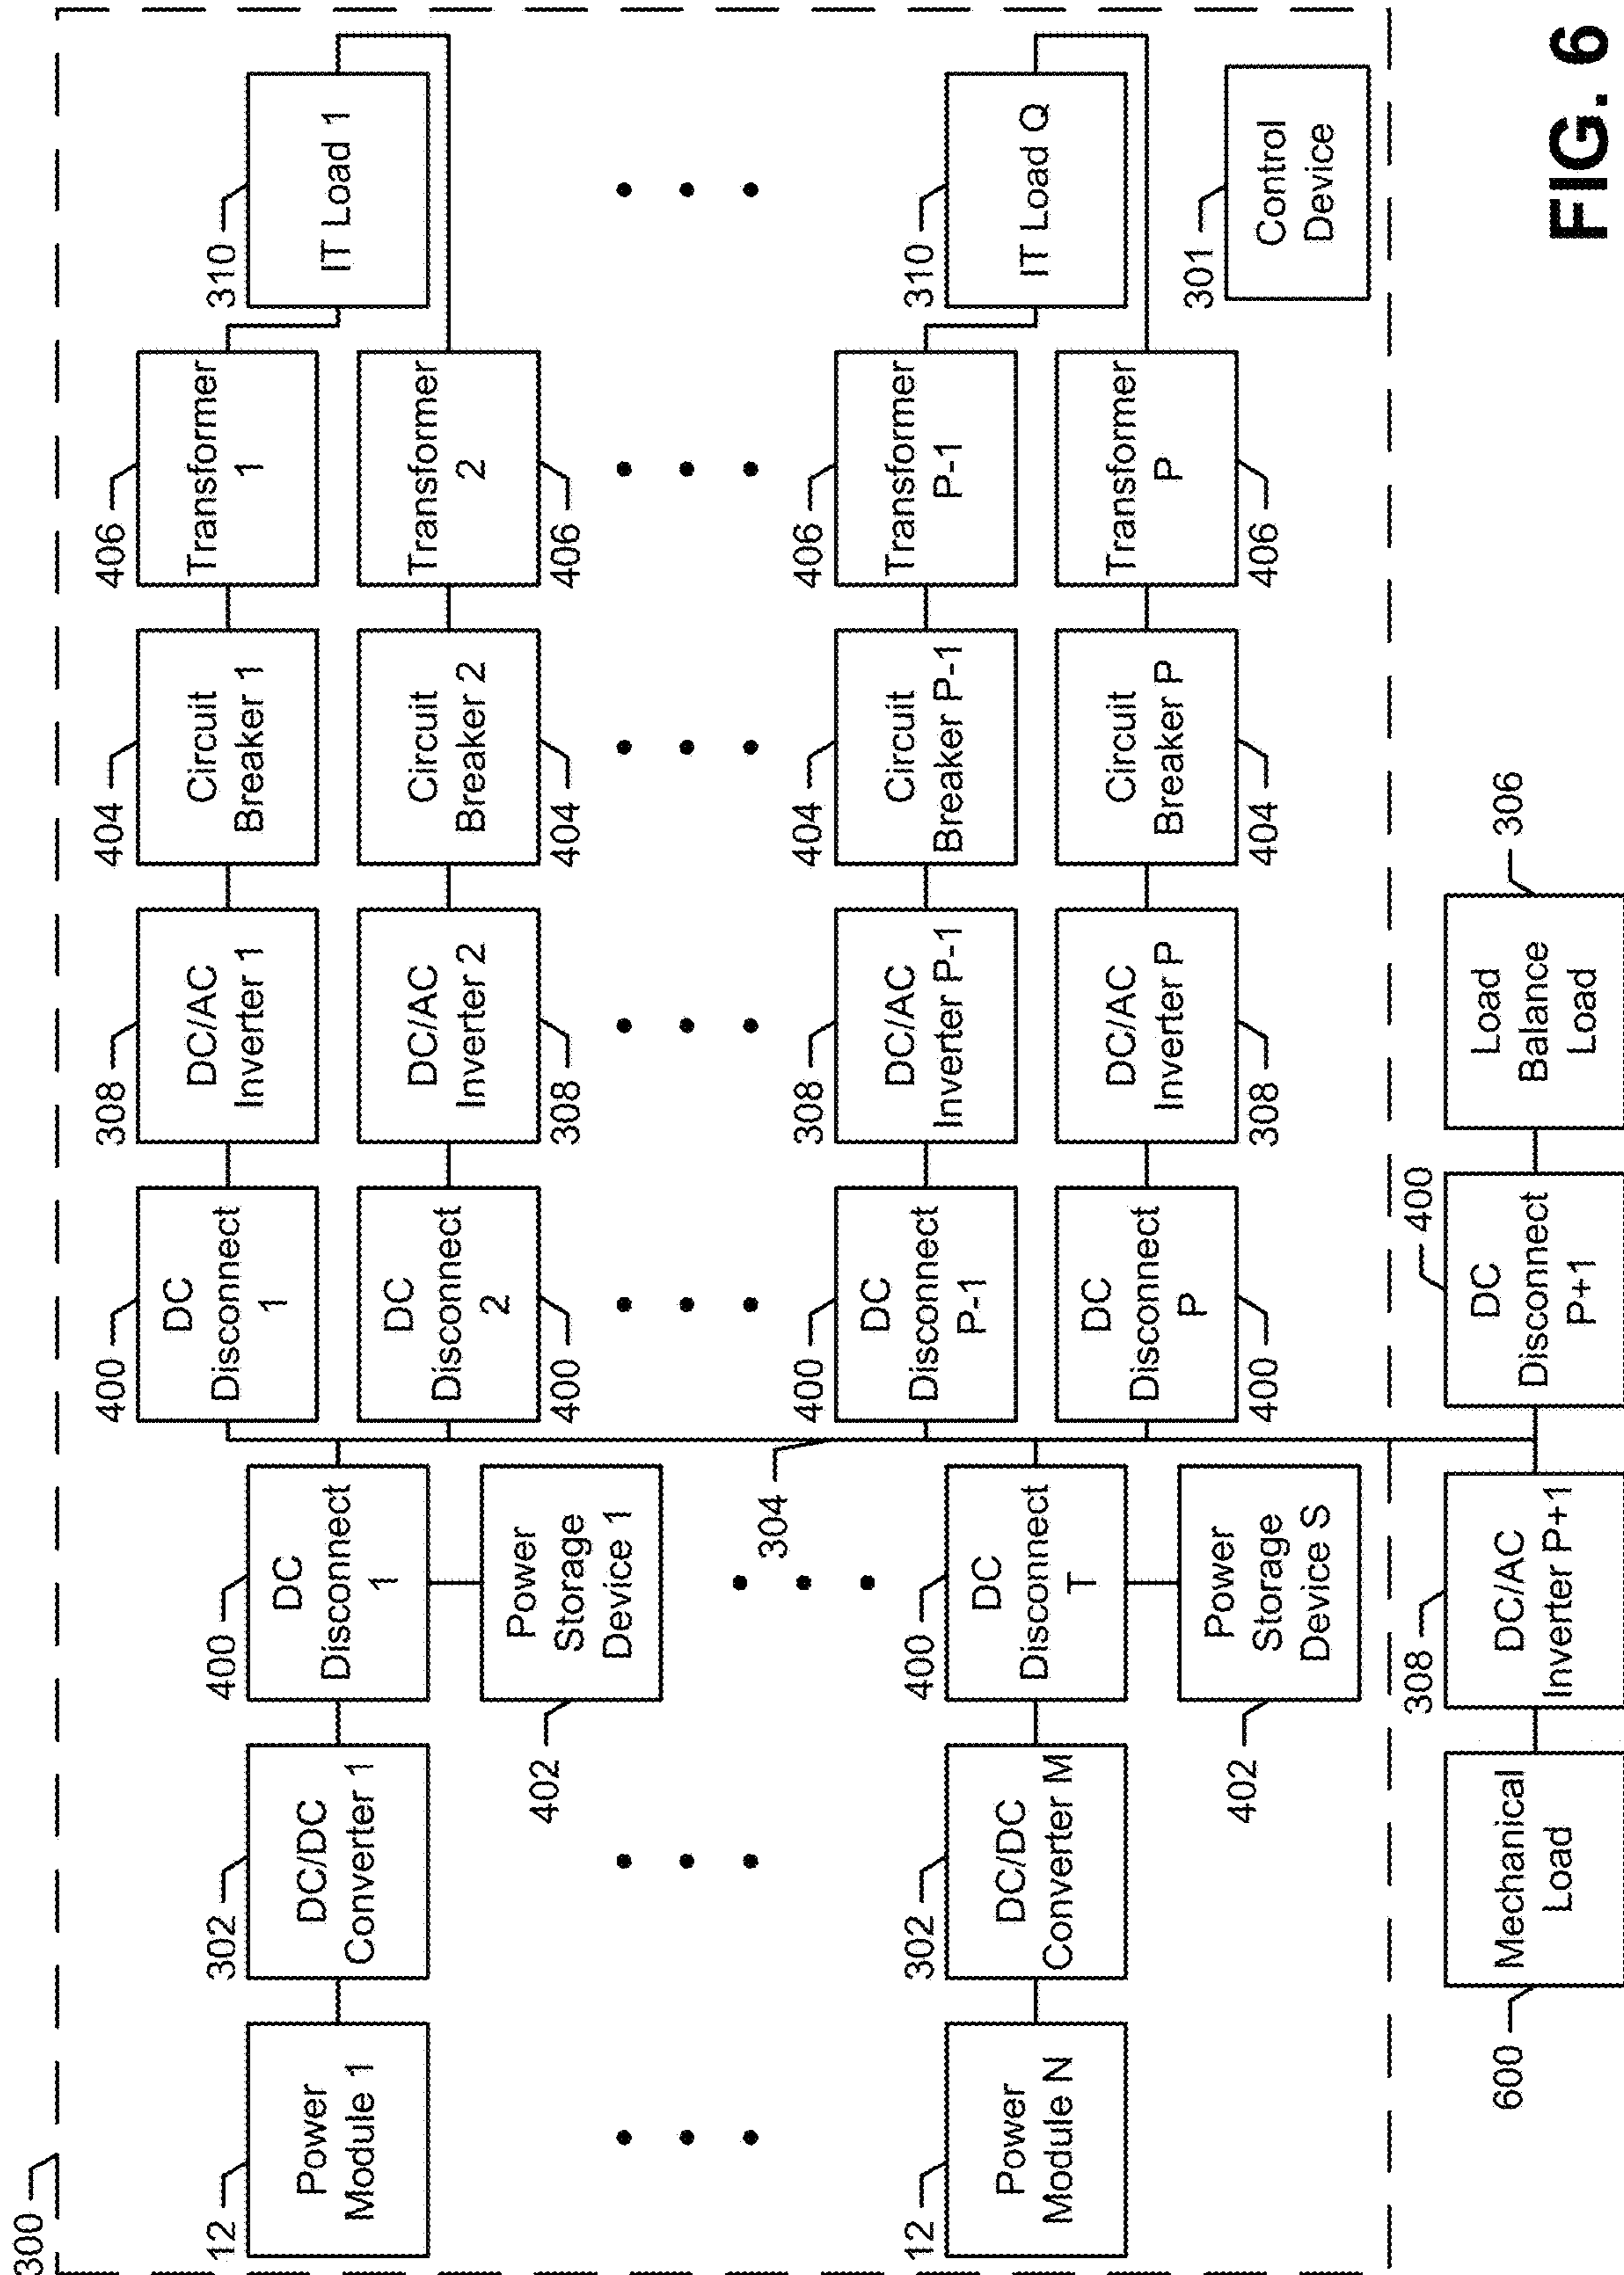 300
12
Power
Module 1
302
DC/DC
Converter 1
400
DC
Disconnect
1
402
Power
Storage
Device 1
400
DC
Disconnect
1
308
DC/AC
Inverter 1
404
Circuit
Breaker 1
406
Transformer
1
310
IT Load 1
DC
Disconnect
2
400
DC/AC
Inverter 2
308
Circuit
Breaker 2
404
Transformer
2
406
304
12
Power
Module N
302
DC/DC
Converter M
400
DC
Disconnect
T
402
Power
Storage
Device S
400
DC
Disconnect
P-1
308
DC/AC
Inverter P-1
404
Circuit
Breaker P-1
406
Transformer
P-1
310
IT Load Q
DC
Disconnect
P
400
DC/AC
Inverter P
308
Circuit
Breaker P
404
Transformer
P
406
301
Control
Device
600
Mechanical
Load
308
DC/AC
Inverter P+1
400
DC
Disconnect
P+1
306
Load
Balance
Load
FIG. 6